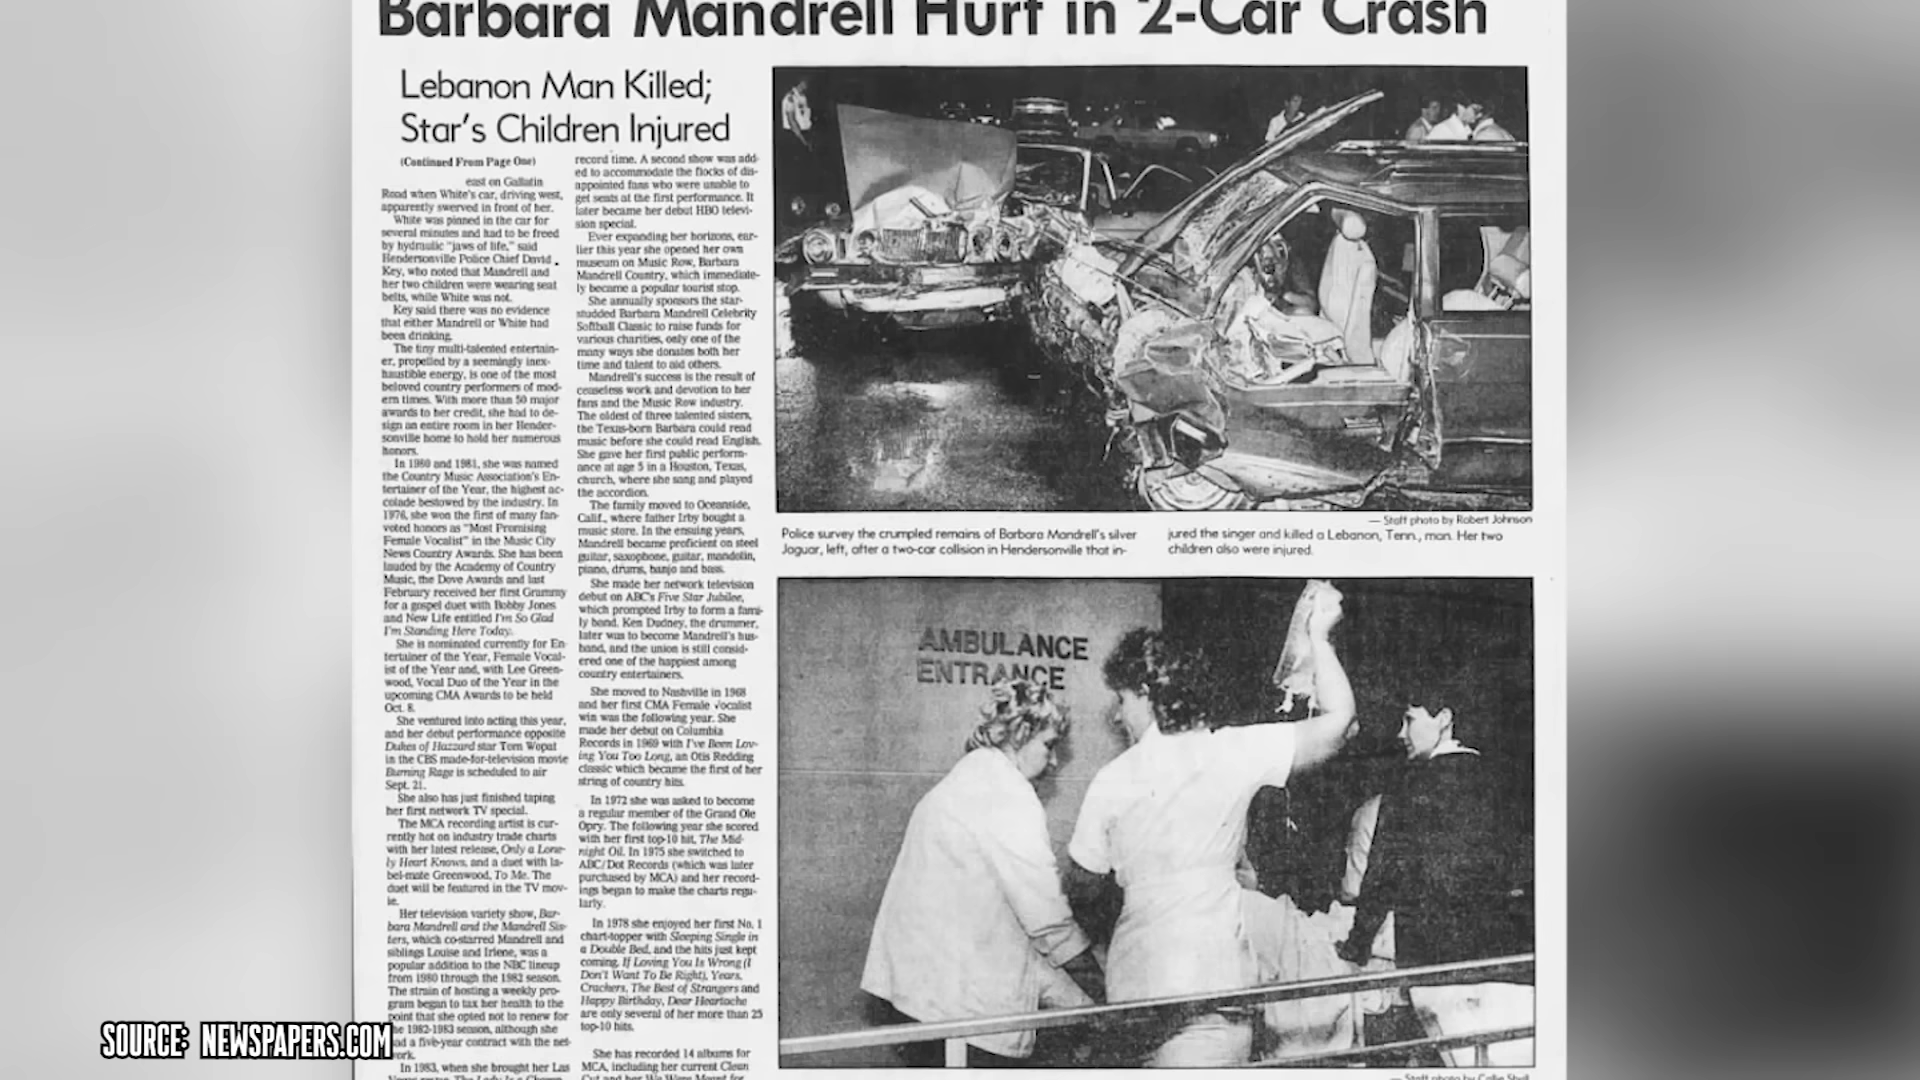 Barbara Mandrell Hurt in 2-Car Crash
Lebanon Man Killed;
Star's Children Injured
(Continued From Page One)
east on Gallatin
Road when White's car, driving west,
apparently swerved in front of her.
White was pinned in the car for
several minutes and had to be freed
by hydraulic "jaws of life," said
Hendersonville Police Chief David
Key, who noted that Mandrell and
her two children were wearing seat
belts, while White was not.
Key said there was no evidence
that either Mandrell or White had
been drinking.
The tiny multi-talented entertain-
er, propelled by a seemingly inex-
haustible energy, is one of the most
beloved country performers of mod-
ern times. With more than 50 major
awards to her credit, she had to de-
sign an entire room in her Hender-
sonville home to hold her numerous
honors.
In 1980 and 1981, she was named
the Country Music Association's En-
tertainer of the Year, the highest ac-
colade bestowed by the industry. In
1976, she won the first of many fan-
voted honors as "Most Promising
Female Vocalist" in the Music City
News Country Awards. She has been
lauded by the Academy of Country
Music, the Dove Awards and last
February received her first Grammy
for a gospel duet with Bobby Jones
and New Life entitled I'm So Glad
I'm Standing Here Today.
She is nominated currently for En-
tertainer of the Year, Female Vocal-
ist of the Year and, with Lee Green-
wood, Vocal Duo of the Year in the
upcoming CMA Awards to be held
Oct. 8.
She ventured into acting this year,
and her debut performance opposite
Dukes of Hazzard star Tom Wopat
in the CBS made-for-television movie
Burning Rage is scheduled to air
Sept. 21.
She also has just finished taping
her first network TV special.
The MCA recording artist is cur-
rently hot on industry trade charts
with her latest release, Only a Lone-
ly Heart Knows, and a duet with la-
bel-mate Greenwood, To Me. The
duet will be featured in the TV mov-
ie.
Her television variety show, Bar-
bara Mandrell and the Mandrell Sis-
ters, which co-starred Mandrell and
siblings Louise and Irlene, was a
popular addition to the NBC lineup
from 1980 through the 1982 season.
The strain of hosting a weekly pro-
gram began to tax her health to the
point that she opted not to renew for
he 1982-1983 season, although she
ad a five-year contract with the net-
work.
In 1983, when she brought her Las
record time. A second show was add-
ed to accommodate the flocks of dis-
appointed fans who were unable to
get seats at the first performance. It
later became her debut HBO televi-
sion special.
Ever expanding her horizons, ear-
lier this year she opened her own
museum on Music Row, Barbara
Mandrell Country, which immediate-
ly became a popular tourist stop.
She annually sponsors the star-
studded Barbara Mandrell Celebrity
Softball Classic to raise funds for
various charities, only one of the
many ways she donates both her
time and talent to aid others.
Mandrell's success is the result of
ceaseless work and devotion to her
fans and the Music Row industry.
The oldest of three talented sisters,
the Texas-born Barbara could read
music before she could read English.
She gave her first public perform-
ance at age 5 in a Houston, Texas,
church, where she sang and played
the accordion.
The family moved to Oceanside,
Calif., where father Irby bought a
music store. In the ensuing years,
Mandrell became proficient on steel
guitar, saxophone, guitar, mandolin,
piano, drums, banjo and bass.
She made her network television
debut on ABC's Five Star Jubilee,
which prompted Irby to form a fami-
ly band. Ken Dudney, the drummer,
later was to become Mandrell's hus-
band, and the union is still consid-
ered one of the happiest among
country entertainers.
She moved to Nashville in 1968
and her first CMA Female Vocalist
win was the following year. She
made her debut on Columbia
Records in 1969 with I've Been Lov-
ing You Too Long, an Otis Redding
classic which became the first of her
string of country hits.
In 1972 she was asked to become
a regular member of the Grand Ole
Opry. The following year she scored
with her first top-10 hit, The Mid-
night Oil. In 1975 she switched to
ABC/Dot Records (which was later
purchased by MCA) and her record-
ings began to make the charts regu-
larly.
In 1978 she enjoyed her first No. 1
chart-topper with Sleeping Single in
a Double Bed, and the hits just kept
coming. If Loving You Is Wrong (I
Don't Want To Be Right), Years,
Crackers, The Best of Strangers and
Happy Birthday, Dear Heartache
are only several of her more than 25
top-10 hits.
She has recorded 14 albums for
MCA, including her current Clean
Cut and her We Were Meant for
— Staff photo by Robert Johnson
Police survey the crumpled remains of Barbara Mandrell's silver
Jaguar, left, after a two-car collision in Hendersonville that in-
jured the singer and killed a Lebanon, Tenn., man. Her two
children also were injured.
AMBULANCE
ENTRANCE
— Staff photo by Callie Shell
SOURCE: NEWSPAPERS.COM